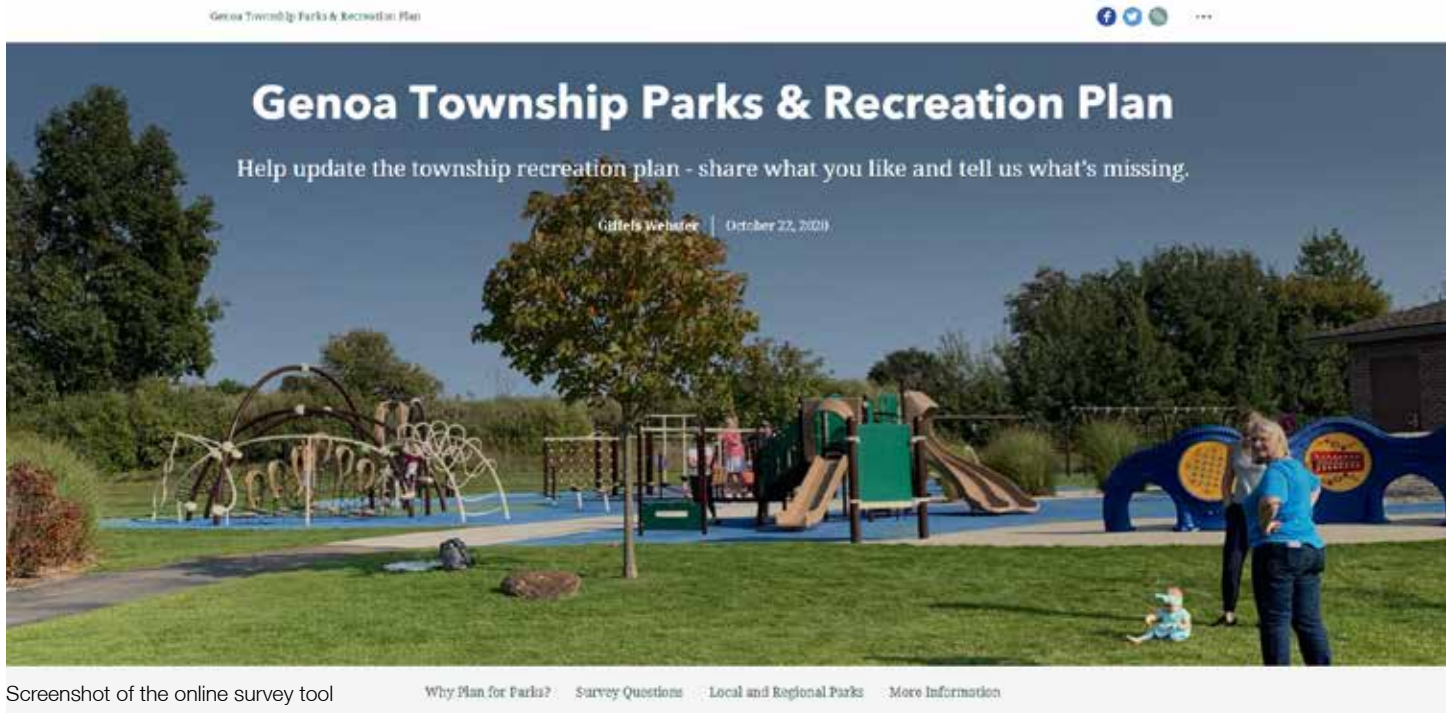 Genoa Township Parks & Recreation Plan
Genoa Township Parks & Recreation Plan
Help update the township recreation plan - share what you like and tell us what's missing.
Giffels Webster | October 22, 2020
Screenshot of the online survey tool
Why Plan for Parks? Survey Questions Local and Regional Parks More Information